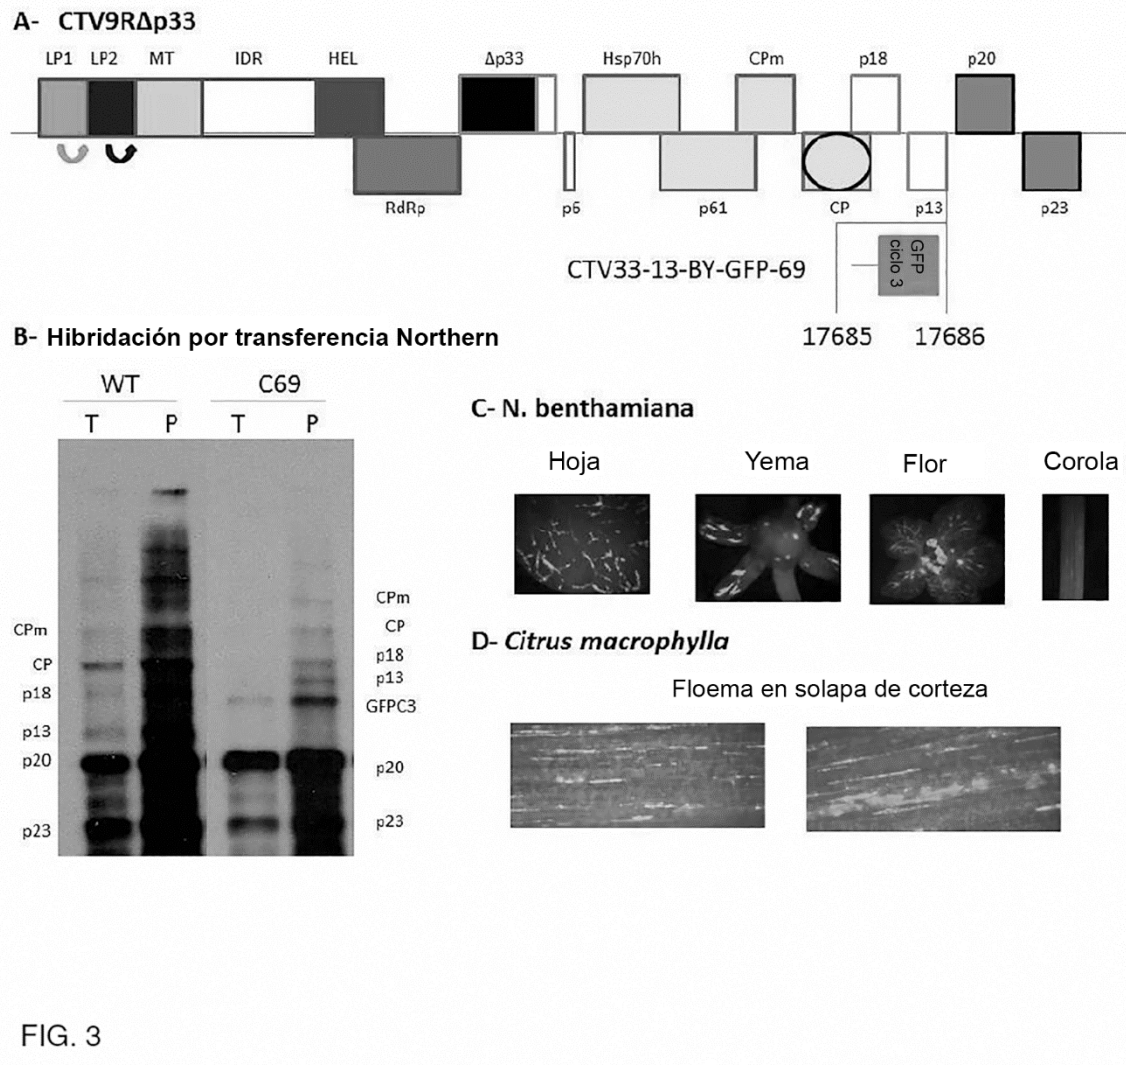 A- CTV9RΔp33
LP1 LP2 MT IDR HEL Δp33 Hsp70h CPm p18 p20
RdRp p6 p61 CP p13 p23
CTV33-13-BY-GFP-69
GFP
ciclo 3
17685 17686
B- Hibridación por transferencia Northern
WT C69
T P T P
CPm
CP
p18
p13
p20
p23
CPm
CP
p18
p13
GFPC3
p20
p23
C- N. benthamiana
Hoja Yema Flor Corola
D- Citrus macrophylla
Floema en solapa de corteza
FIG. 3